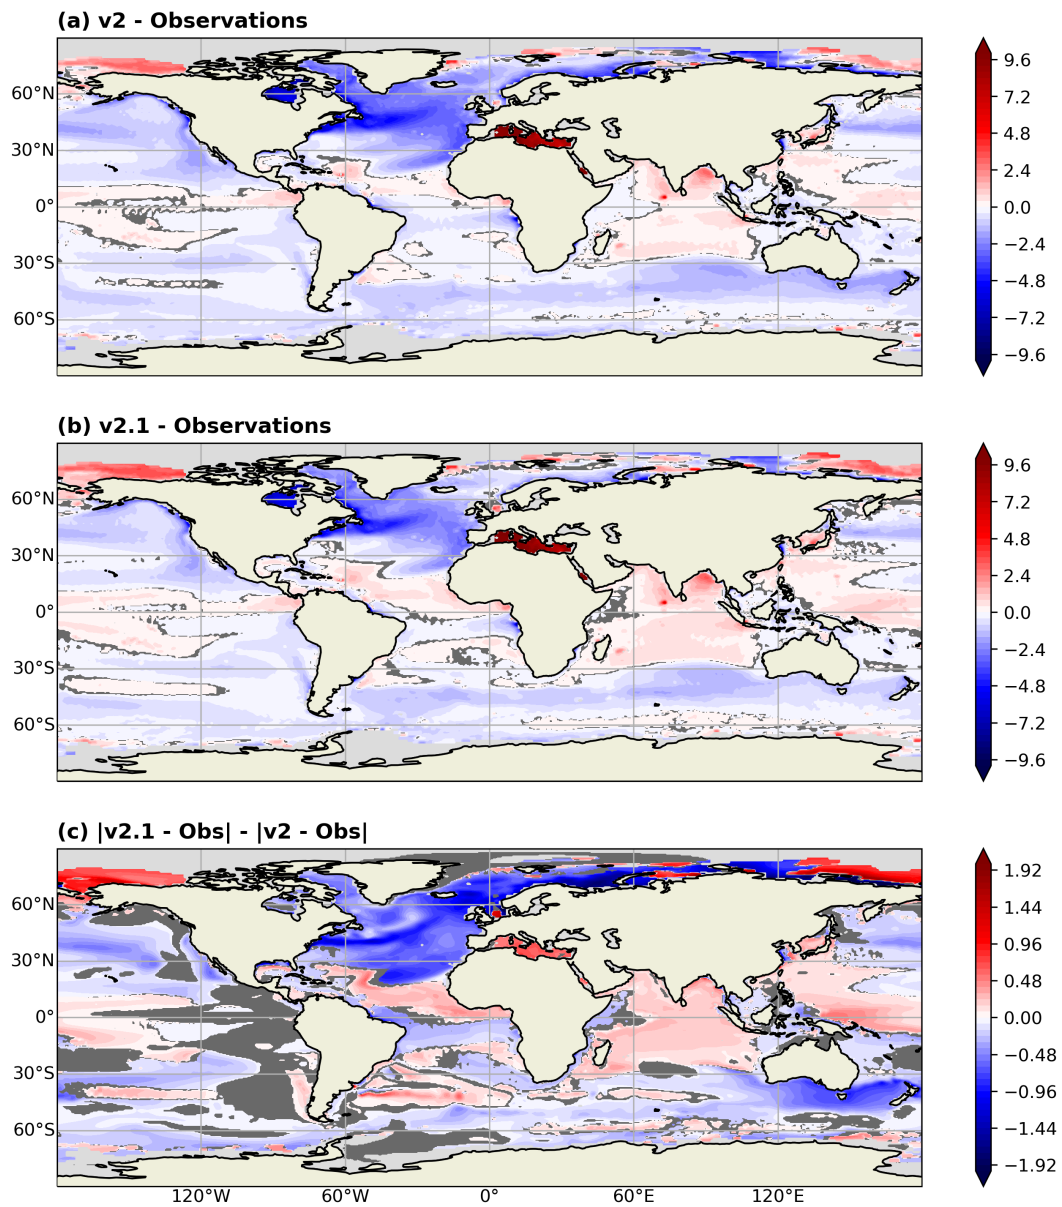 (a) v2 - Observations
60°N
30°N
0°
30°S
60°S
9.6
7.2
4.8
2.4
0.0
−2.4
−4.8
−7.2
−9.6
(b) v2.1 - Observations
60°N
30°N
0°
30°S
60°S
9.6
7.2
4.8
2.4
0.0
−2.4
−4.8
−7.2
−9.6
(c) |v2.1 - Obs| - |v2 - Obs|
60°N
30°N
0°
30°S
60°S
120°W
60°W
0°
60°E
120°E
1.92
1.44
0.96
0.48
0.00
−0.48
−0.96
−1.44
−1.92